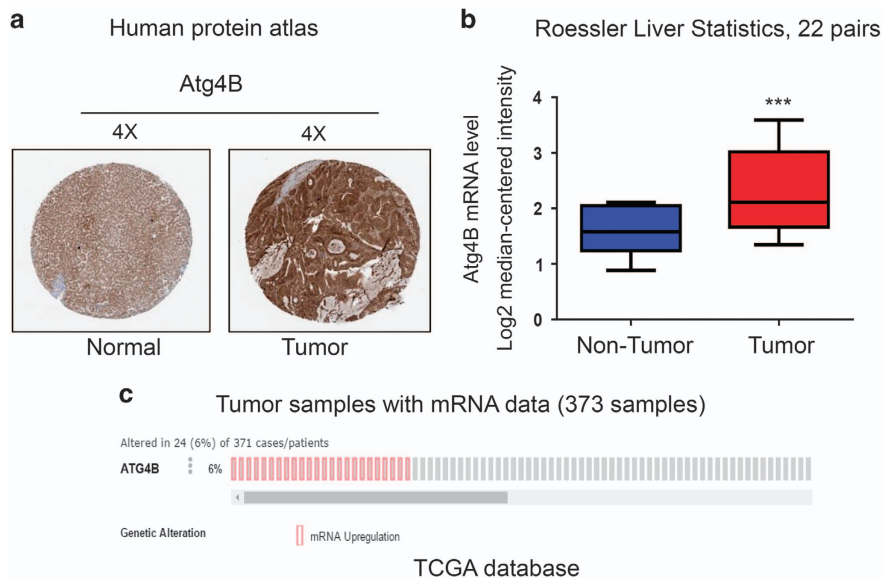 a
Human protein atlas
Atg4B
4X
4X
Normal
Tumor
b
Roessler Liver Statistics, 22 pairs
Atg4B mRNA level
Log2 median-centered intensity
4
3
2
1
0
***
Non-Tumor
Tumor
c
Tumor samples with mRNA data (373 samples)
Altered in 24 (6%) of 371 cases/patients
ATG4B
6%
Genetic Alteration
mRNA Upregulation
TCGA database